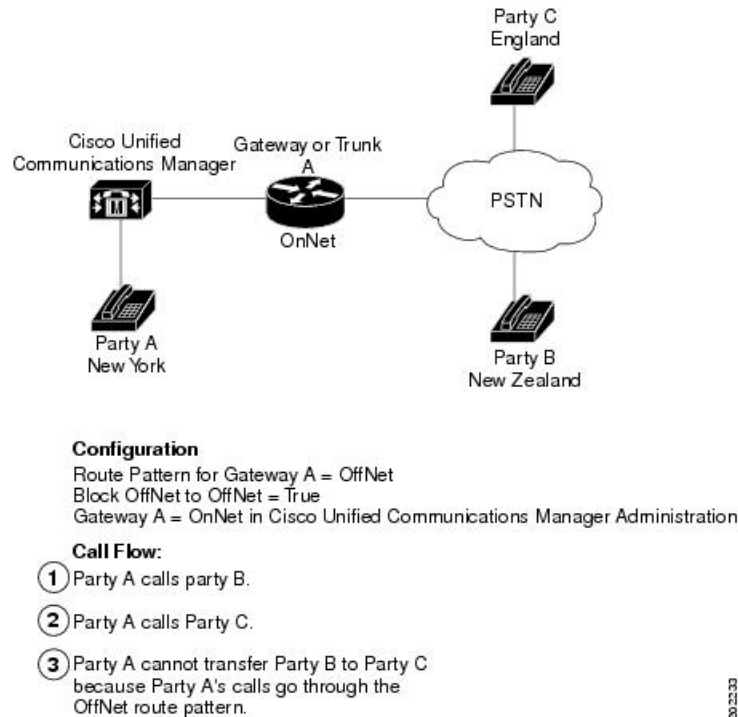 Party C
England
Cisco Unified
Communications Manager
Gateway or Trunk
A
M
PSTN
OnNet
Party A
New York
Party B
New Zealand
Configuration
Route Pattern for Gateway A = OffNet
Block OffNet to OffNet = True
Gateway A = OnNet in Cisco Unified Communications Manager Administration
Call Flow:
1 Party A calls party B.
2 Party A calls Party C.
3 Party A cannot transfer Party B to Party C
because Party A's calls go through the
OffNet route pattern.
202233